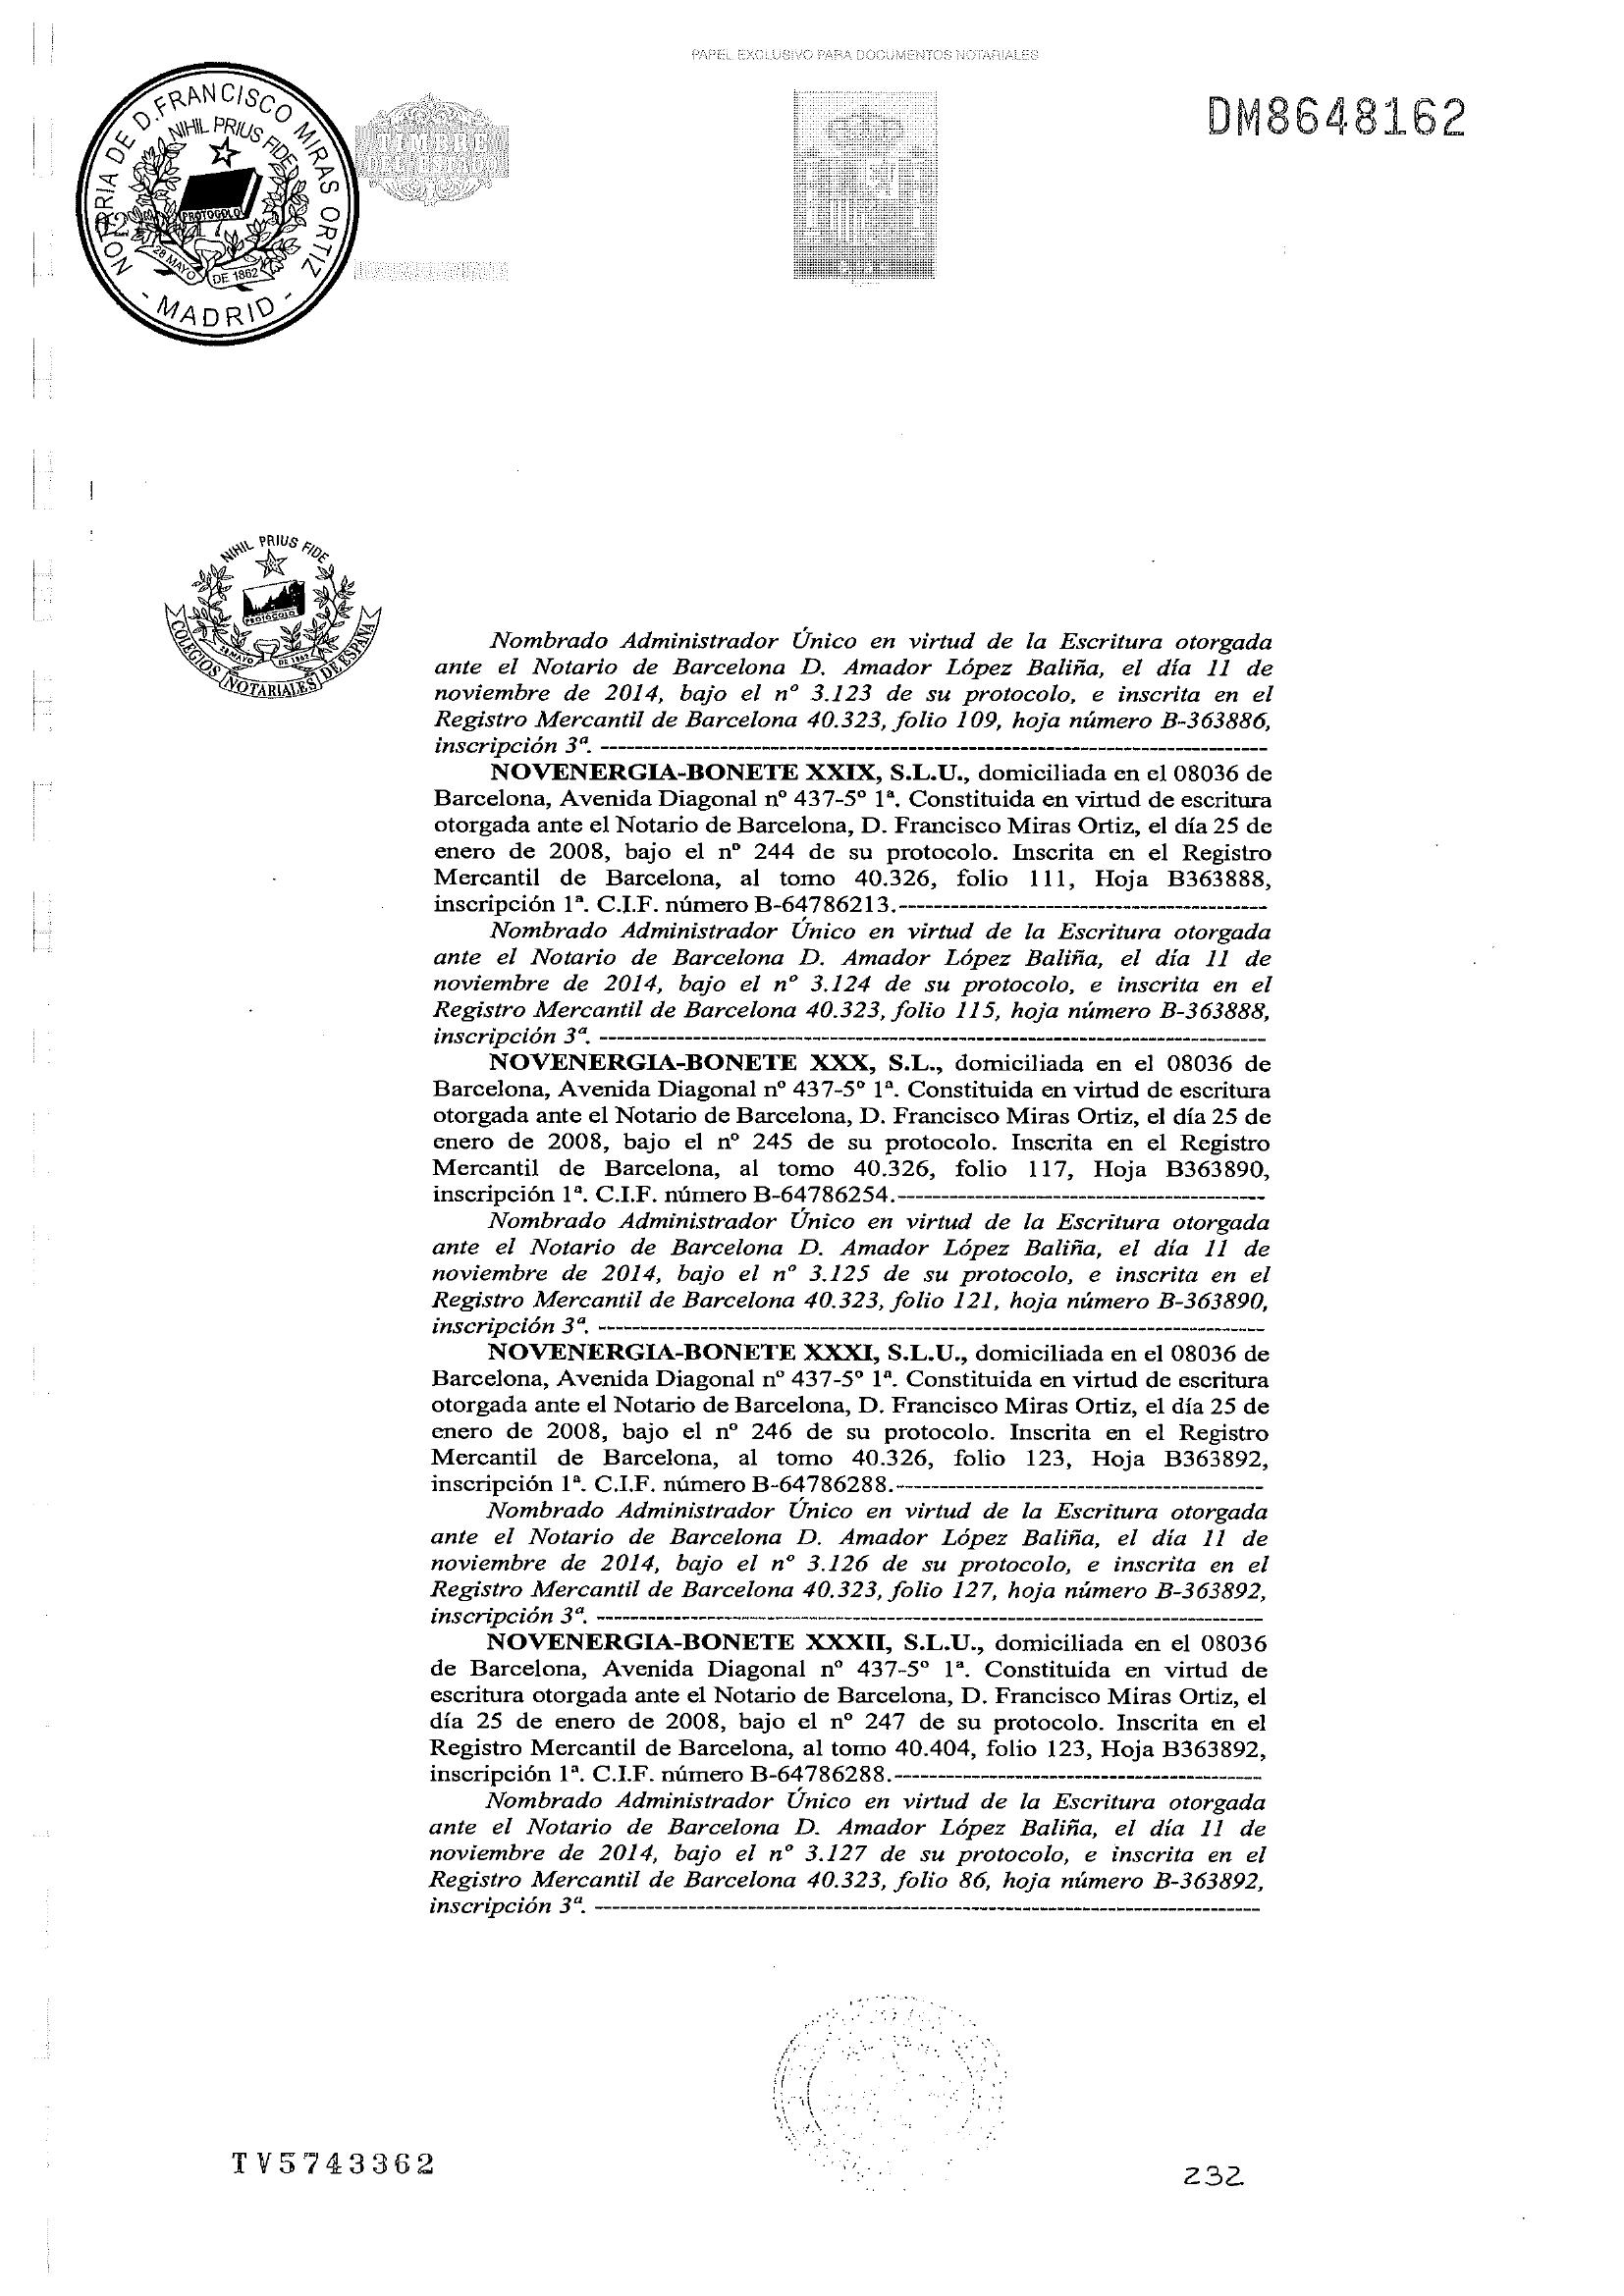 PAPEL EXCLUSIVO PARA DOCUMENTOS NOTARIALES
DM8648162
NOTARIA DE D. FRANCISCO MIRAS ORTIZ
NIHIL PRIUS FIDE
PROTOCOLO
28 MAYO DE 1862
- MADRID -
TIMBRE
DEL ESTADO
NIHIL PRIUS FIDE
PROTOCOLO
28 MAYO DE 1862
COLEGIOS NOTARIALES DE ESPAÑA
Nombrado Administrador Único en virtud de la Escritura otorgada
ante el Notario de Barcelona D. Amador López Baliña, el día 11 de
noviembre de 2014, bajo el nº 3.123 de su protocolo, e inscrita en el
Registro Mercantil de Barcelona 40.323, folio 109, hoja número B-363886,
inscripción 3ª. ----------
NOVENERGIA-BONETE XXIX, S.L.U., domiciliada en el 08036 de
Barcelona, Avenida Diagonal nº 437-5º 1ª. Constituida en virtud de escritura
otorgada ante el Notario de Barcelona, D. Francisco Miras Ortiz, el día 25 de
enero de 2008, bajo el nº 244 de su protocolo. Inscrita en el Registro
Mercantil de Barcelona, al tomo 40.326, folio 111, Hoja B363888,
inscripción 1ª. C.I.F. número B-64786213.----------
Nombrado Administrador Único en virtud de la Escritura otorgada
ante el Notario de Barcelona D. Amador López Baliña, el día 11 de
noviembre de 2014, bajo el nº 3.124 de su protocolo, e inscrita en el
Registro Mercantil de Barcelona 40.323, folio 115, hoja número B-363888,
inscripción 3ª. ----------
NOVENERGIA-BONETE XXX, S.L., domiciliada en el 08036 de
Barcelona, Avenida Diagonal nº 437-5º 1ª. Constituida en virtud de escritura
otorgada ante el Notario de Barcelona, D. Francisco Miras Ortiz, el día 25 de
enero de 2008, bajo el nº 245 de su protocolo. Inscrita en el Registro
Mercantil de Barcelona, al tomo 40.326, folio 117, Hoja B363890,
inscripción 1ª. C.I.F. número B-64786254.----------
Nombrado Administrador Único en virtud de la Escritura otorgada
ante el Notario de Barcelona D. Amador López Baliña, el día 11 de
noviembre de 2014, bajo el nº 3.125 de su protocolo, e inscrita en el
Registro Mercantil de Barcelona 40.323, folio 121, hoja número B-363890,
inscripción 3ª. ----------
NOVENERGIA-BONETE XXXI, S.L.U., domiciliada en el 08036 de
Barcelona, Avenida Diagonal nº 437-5º 1ª. Constituida en virtud de escritura
otorgada ante el Notario de Barcelona, D. Francisco Miras Ortiz, el día 25 de
enero de 2008, bajo el nº 246 de su protocolo. Inscrita en el Registro
Mercantil de Barcelona, al tomo 40.326, folio 123, Hoja B363892,
inscripción 1ª. C.I.F. número B-64786288.----------
Nombrado Administrador Único en virtud de la Escritura otorgada
ante el Notario de Barcelona D. Amador López Baliña, el día 11 de
noviembre de 2014, bajo el nº 3.126 de su protocolo, e inscrita en el
Registro Mercantil de Barcelona 40.323, folio 127, hoja número B-363892,
inscripción 3ª. ----------
NOVENERGIA-BONETE XXXII, S.L.U., domiciliada en el 08036
de Barcelona, Avenida Diagonal nº 437-5º 1ª. Constituida en virtud de
escritura otorgada ante el Notario de Barcelona, D. Francisco Miras Ortiz, el
día 25 de enero de 2008, bajo el nº 247 de su protocolo. Inscrita en el
Registro Mercantil de Barcelona, al tomo 40.404, folio 123, Hoja B363892,
inscripción 1ª. C.I.F. número B-64786288.----------
Nombrado Administrador Único en virtud de la Escritura otorgada
ante el Notario de Barcelona D. Amador López Baliña, el día 11 de
noviembre de 2014, bajo el nº 3.127 de su protocolo, e inscrita en el
Registro Mercantil de Barcelona 40.323, folio 86, hoja número B-363892,
inscripción 3ª. ----------
TV5743362
232